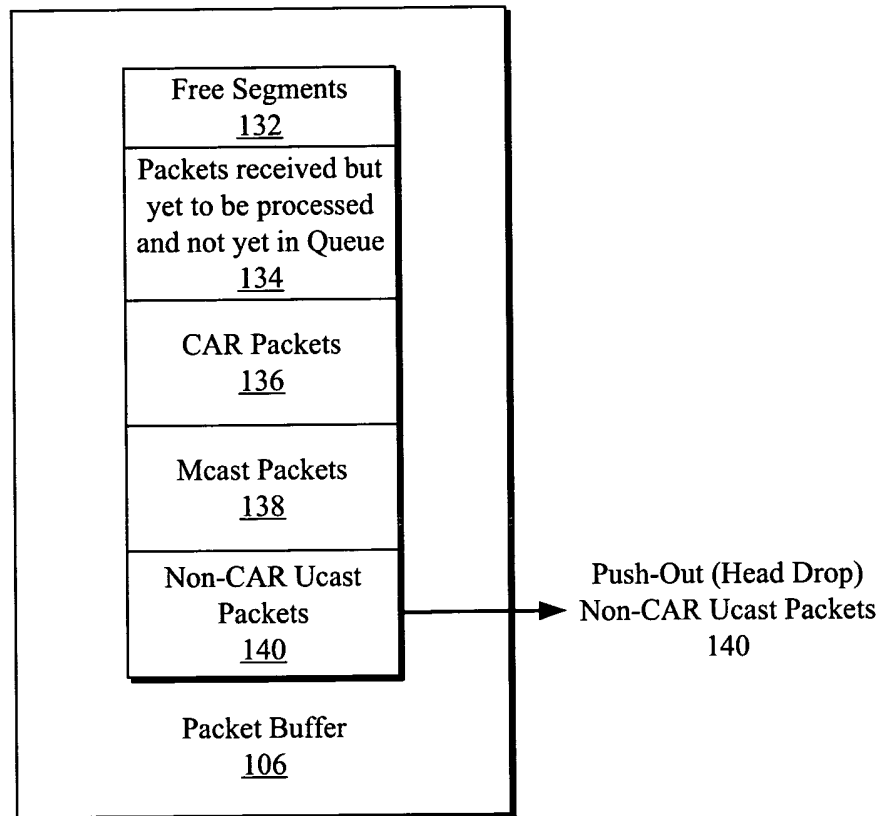 Free Segments
132
Packets received but
yet to be processed
and not yet in Queue
134
CAR Packets
136
Mcast Packets
138
Non-CAR Ucast
Packets
140
Packet Buffer
106
Push-Out (Head Drop)
Non-CAR Ucast Packets
140